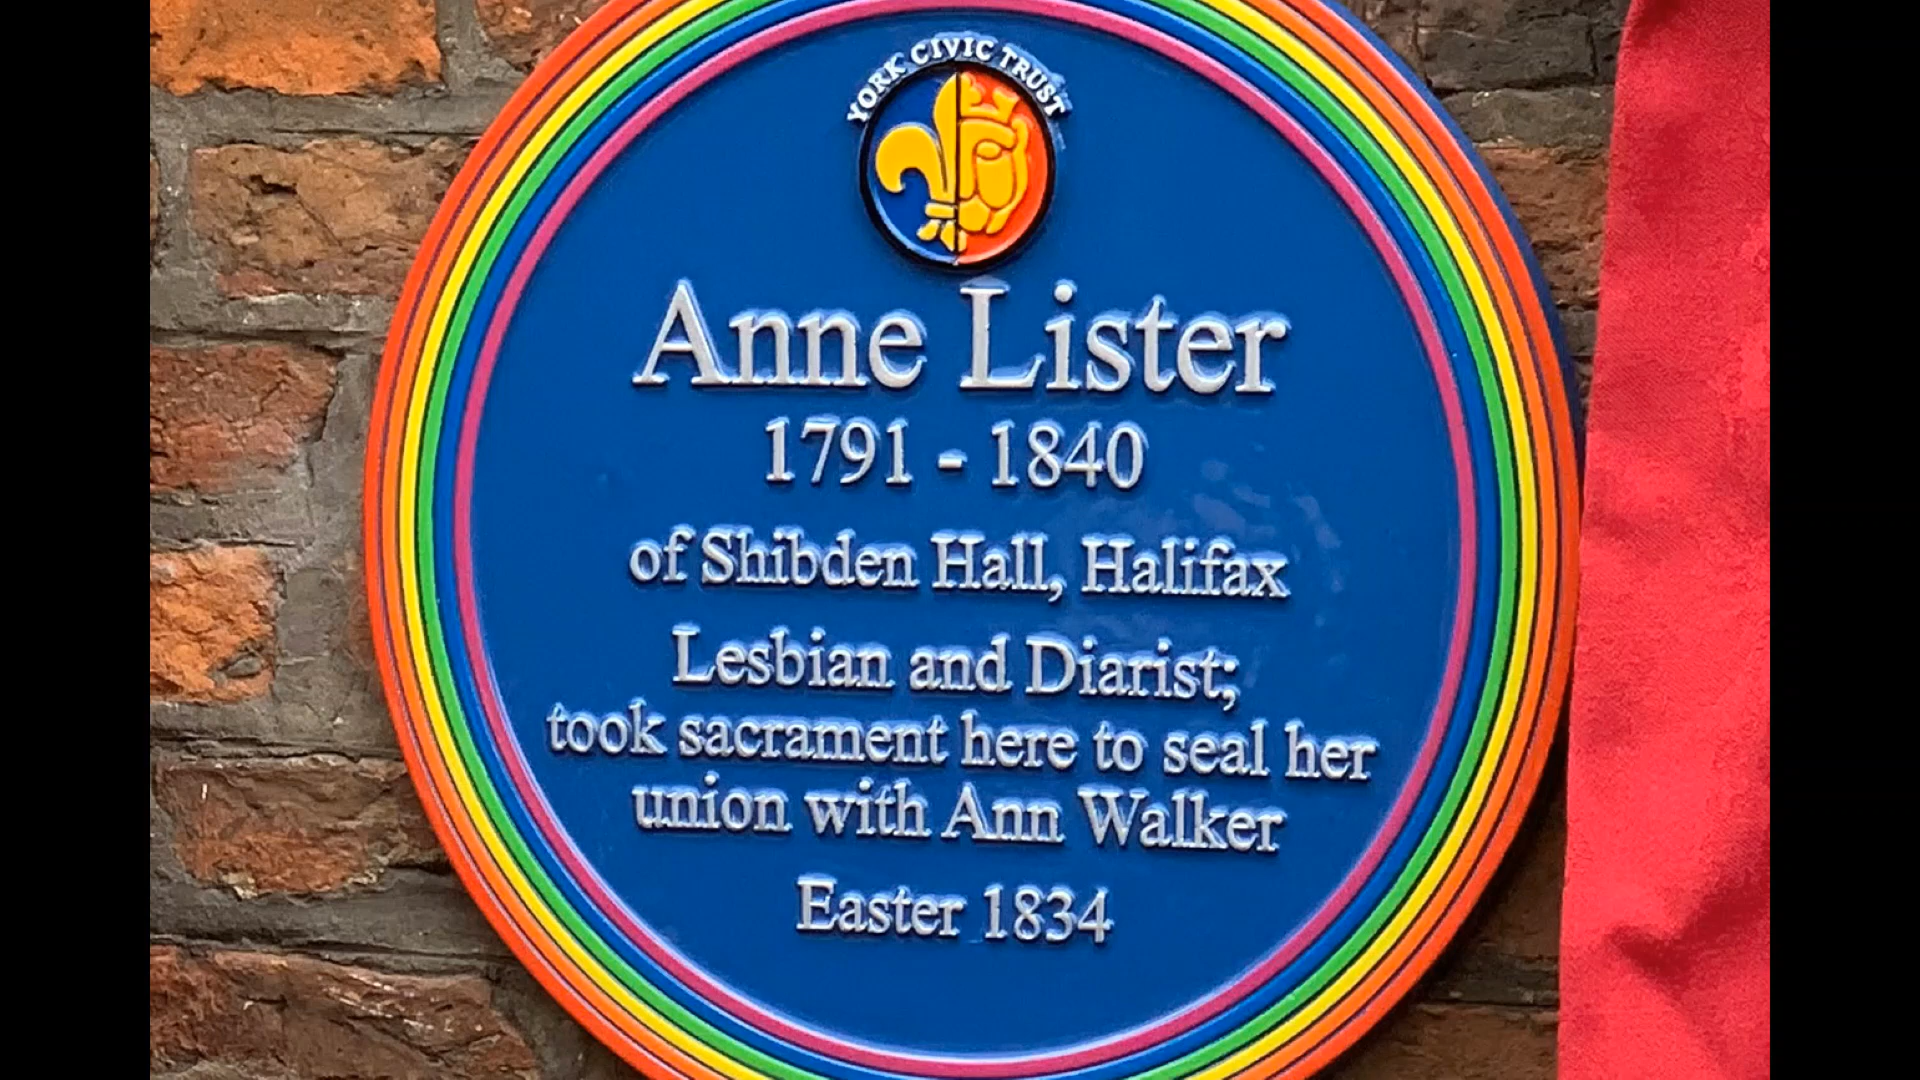 YORK CIVIC TRUST
Anne Lister
1791 - 1840
of Shibden Hall, Halifax
Lesbian and Diarist;
took sacrament here to seal her
union with Ann Walker
Easter 1834